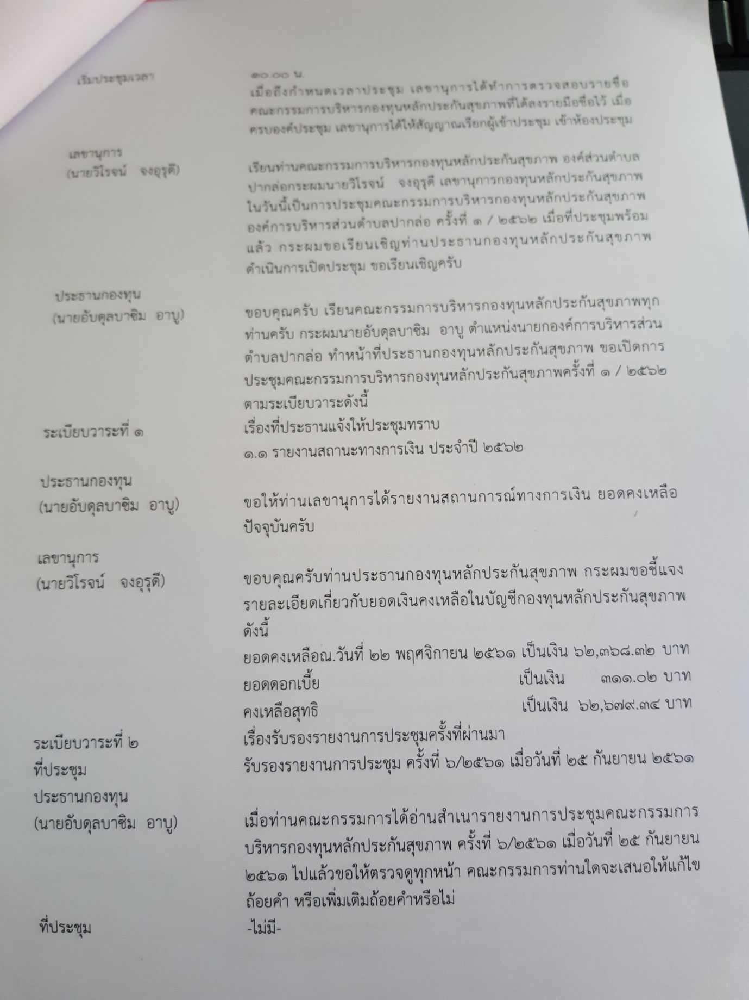 เริ่มประชุมเวลา ๑๐.๐๐ น.
เมื่อถึงกำหนดเวลาประชุม เลขานุการได้ทำการตรวจสอบรายชื่อ
คณะกรรมการบริหารกองทุนหลักประกันสุขภาพที่ได้ลงรายมือชื่อไว้ เมื่อ
ครบองค์ประชุม เลขานุการได้ให้สัญญาณเรียกผู้เข้าประชุม เข้าห้องประชุม
เลขานุการ
(นายวิโรจน์ จงอุรุดี) เรียนท่านคณะกรรมการบริหารกองทุนหลักประกันสุขภาพ องค์ส่วนตำบล
ปากล่อกระผมนายวิโรจน์ จงอุรุดี เลขานุการกองทุนหลักประกันสุขภาพ
ในวันนี้เป็นการประชุมคณะกรรมการบริหารกองทุนหลักประกันสุขภาพ
องค์การบริหารส่วนตำบลปากล่อ ครั้งที่ ๑ / ๒๕๖๒ เมื่อที่ประชุมพร้อม
แล้ว กระผมขอเรียนเชิญท่านประธานกองทุนหลักประกันสุขภาพ
ดำเนินการเปิดประชุม ขอเรียนเชิญครับ
ประธานกองทุน
(นายอับดุลบาซิม อาบู) ขอบคุณครับ เรียนคณะกรรมการบริหารกองทุนหลักประกันสุขภาพทุก
ท่านครับ กระผมนายอับดุลบาซิม อาบู ตำแหน่งนายกองค์การบริหารส่วน
ตำบลปากล่อ ทำหน้าที่ประธานกองทุนหลักประกันสุขภาพ ขอเปิดการ
ประชุมคณะกรรมการบริหารกองทุนหลักประกันสุขภาพครั้งที่ ๑ / ๒๕๖๒
ตามระเบียบวาระดังนี้
ระเบียบวาระที่ ๑ เรื่องที่ประธานแจ้งให้ประชุมทราบ
๑.๑ รายงานสถานะทางการเงิน ประจำปี ๒๕๖๒
ประธานกองทุน
(นายอับดุลบาซิม อาบู) ขอให้ท่านเลขานุการได้รายงานสถานการณ์ทางการเงิน ยอดคงเหลือ
ปัจจุบันครับ
เลขานุการ
(นายวิโรจน์ จงอุรุดี) ขอบคุณครับท่านประธานกองทุนหลักประกันสุขภาพ กระผมขอชี้แจง
รายละเอียดเกี่ยวกับยอดเงินคงเหลือในบัญชีกองทุนหลักประกันสุขภาพ
ดังนี้
ยอดคงเหลือณ.วันที่ ๒๒ พฤศจิกายน ๒๕๖๑ เป็นเงิน ๖๒,๓๖๘.๓๒ บาท
ยอดดอกเบี้ย เป็นเงิน ๓๑๑.๐๒ บาท
คงเหลือสุทธิ เป็นเงิน ๖๒,๖๗๙.๓๔ บาท
ระเบียบวาระที่ ๒ เรื่องรับรองรายงานการประชุมครั้งที่ผ่านมา
ที่ประชุม รับรองรายงานการประชุม ครั้งที่ ๖/๒๕๖๑ เมื่อวันที่ ๒๕ กันยายน ๒๕๖๑
ประธานกองทุน
(นายอับดุลบาซิม อาบู) เมื่อท่านคณะกรรมการได้อ่านสำเนารายงานการประชุมคณะกรรมการ
บริหารกองทุนหลักประกันสุขภาพ ครั้งที่ ๖/๒๕๖๑ เมื่อวันที่ ๒๕ กันยายน
๒๕๖๑ ไปแล้วขอให้ตรวจดูทุกหน้า คณะกรรมการท่านใดจะเสนอให้แก้ไข
ถ้อยคำ หรือเพิ่มเติมถ้อยคำหรือไม่
ที่ประชุม -ไม่มี-